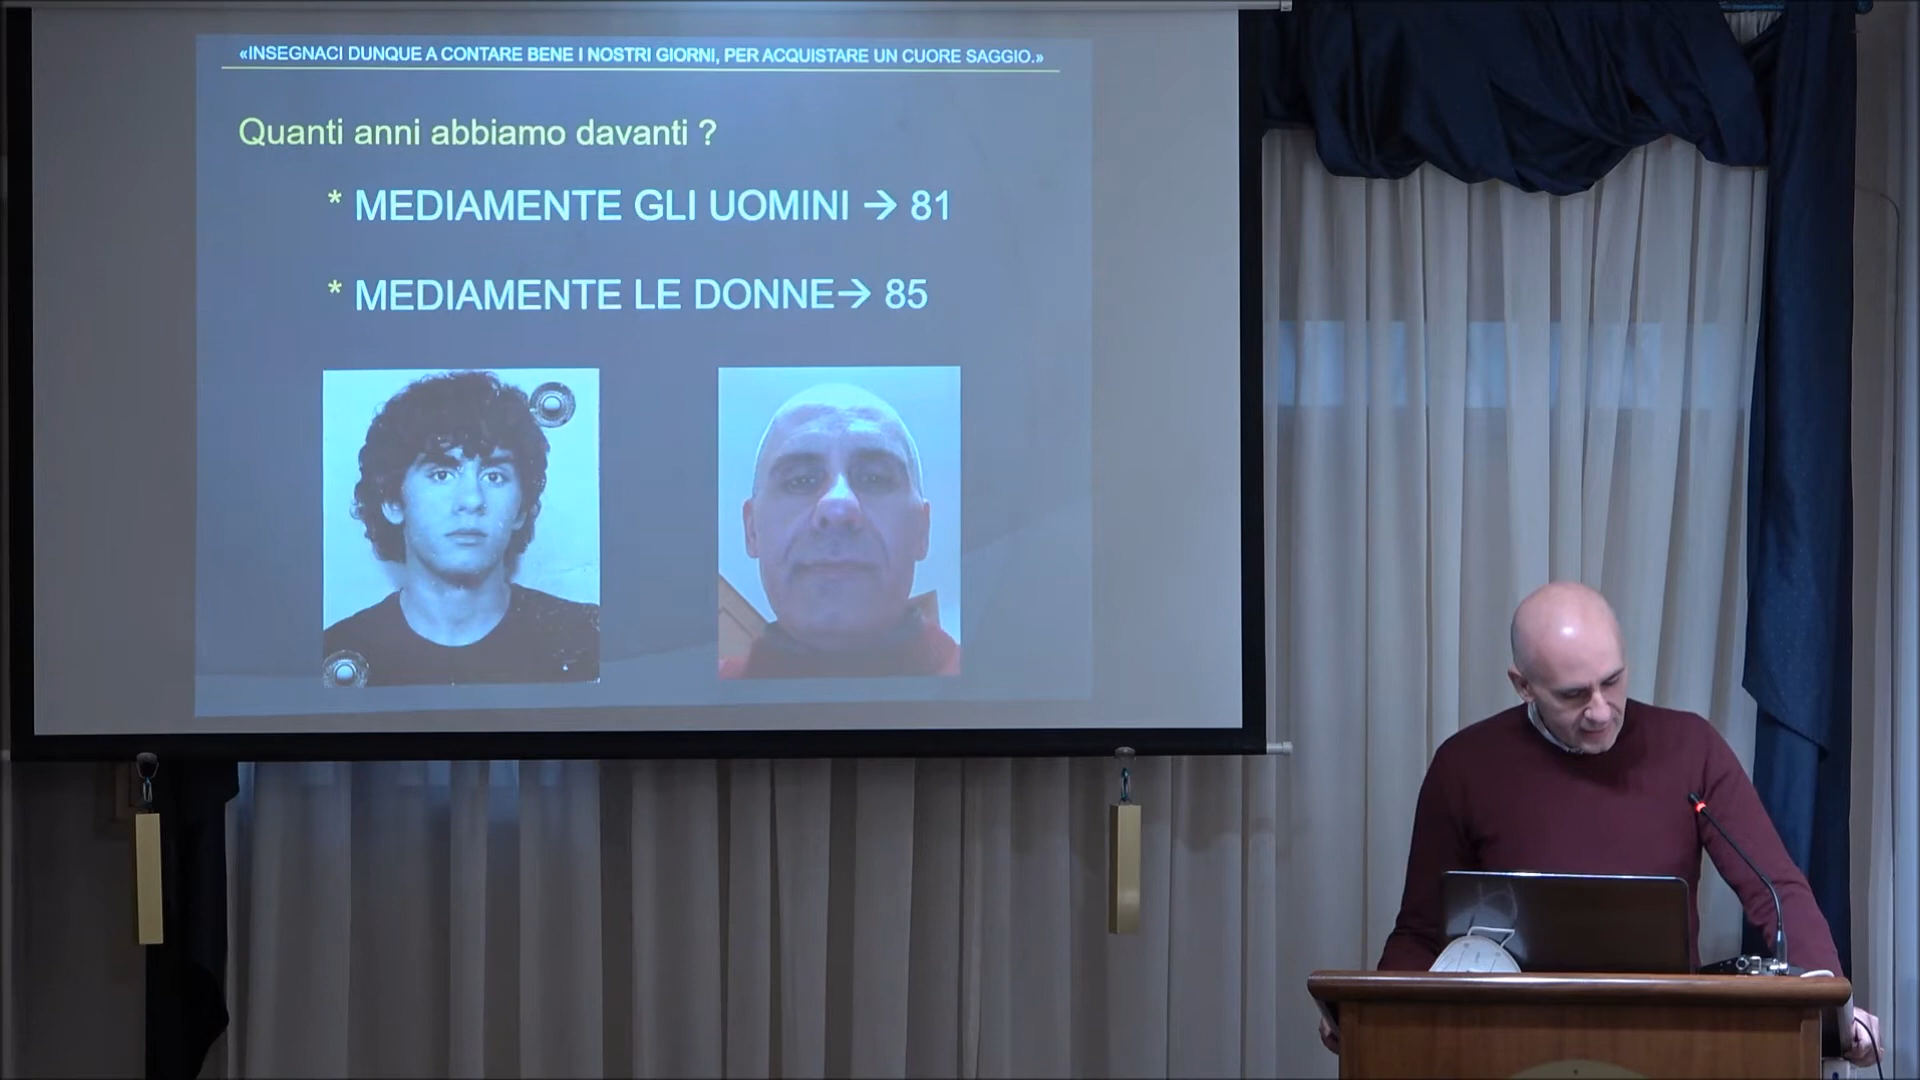 «INSEGNACI DUNQUE A CONTARE BENE I NOSTRI GIORNI, PER ACQUISTARE UN CUORE SAGGIO.»
Quanti anni abbiamo davanti ?
* MEDIAMENTE GLI UOMINI → 81
* MEDIAMENTE LE DONNE→ 85